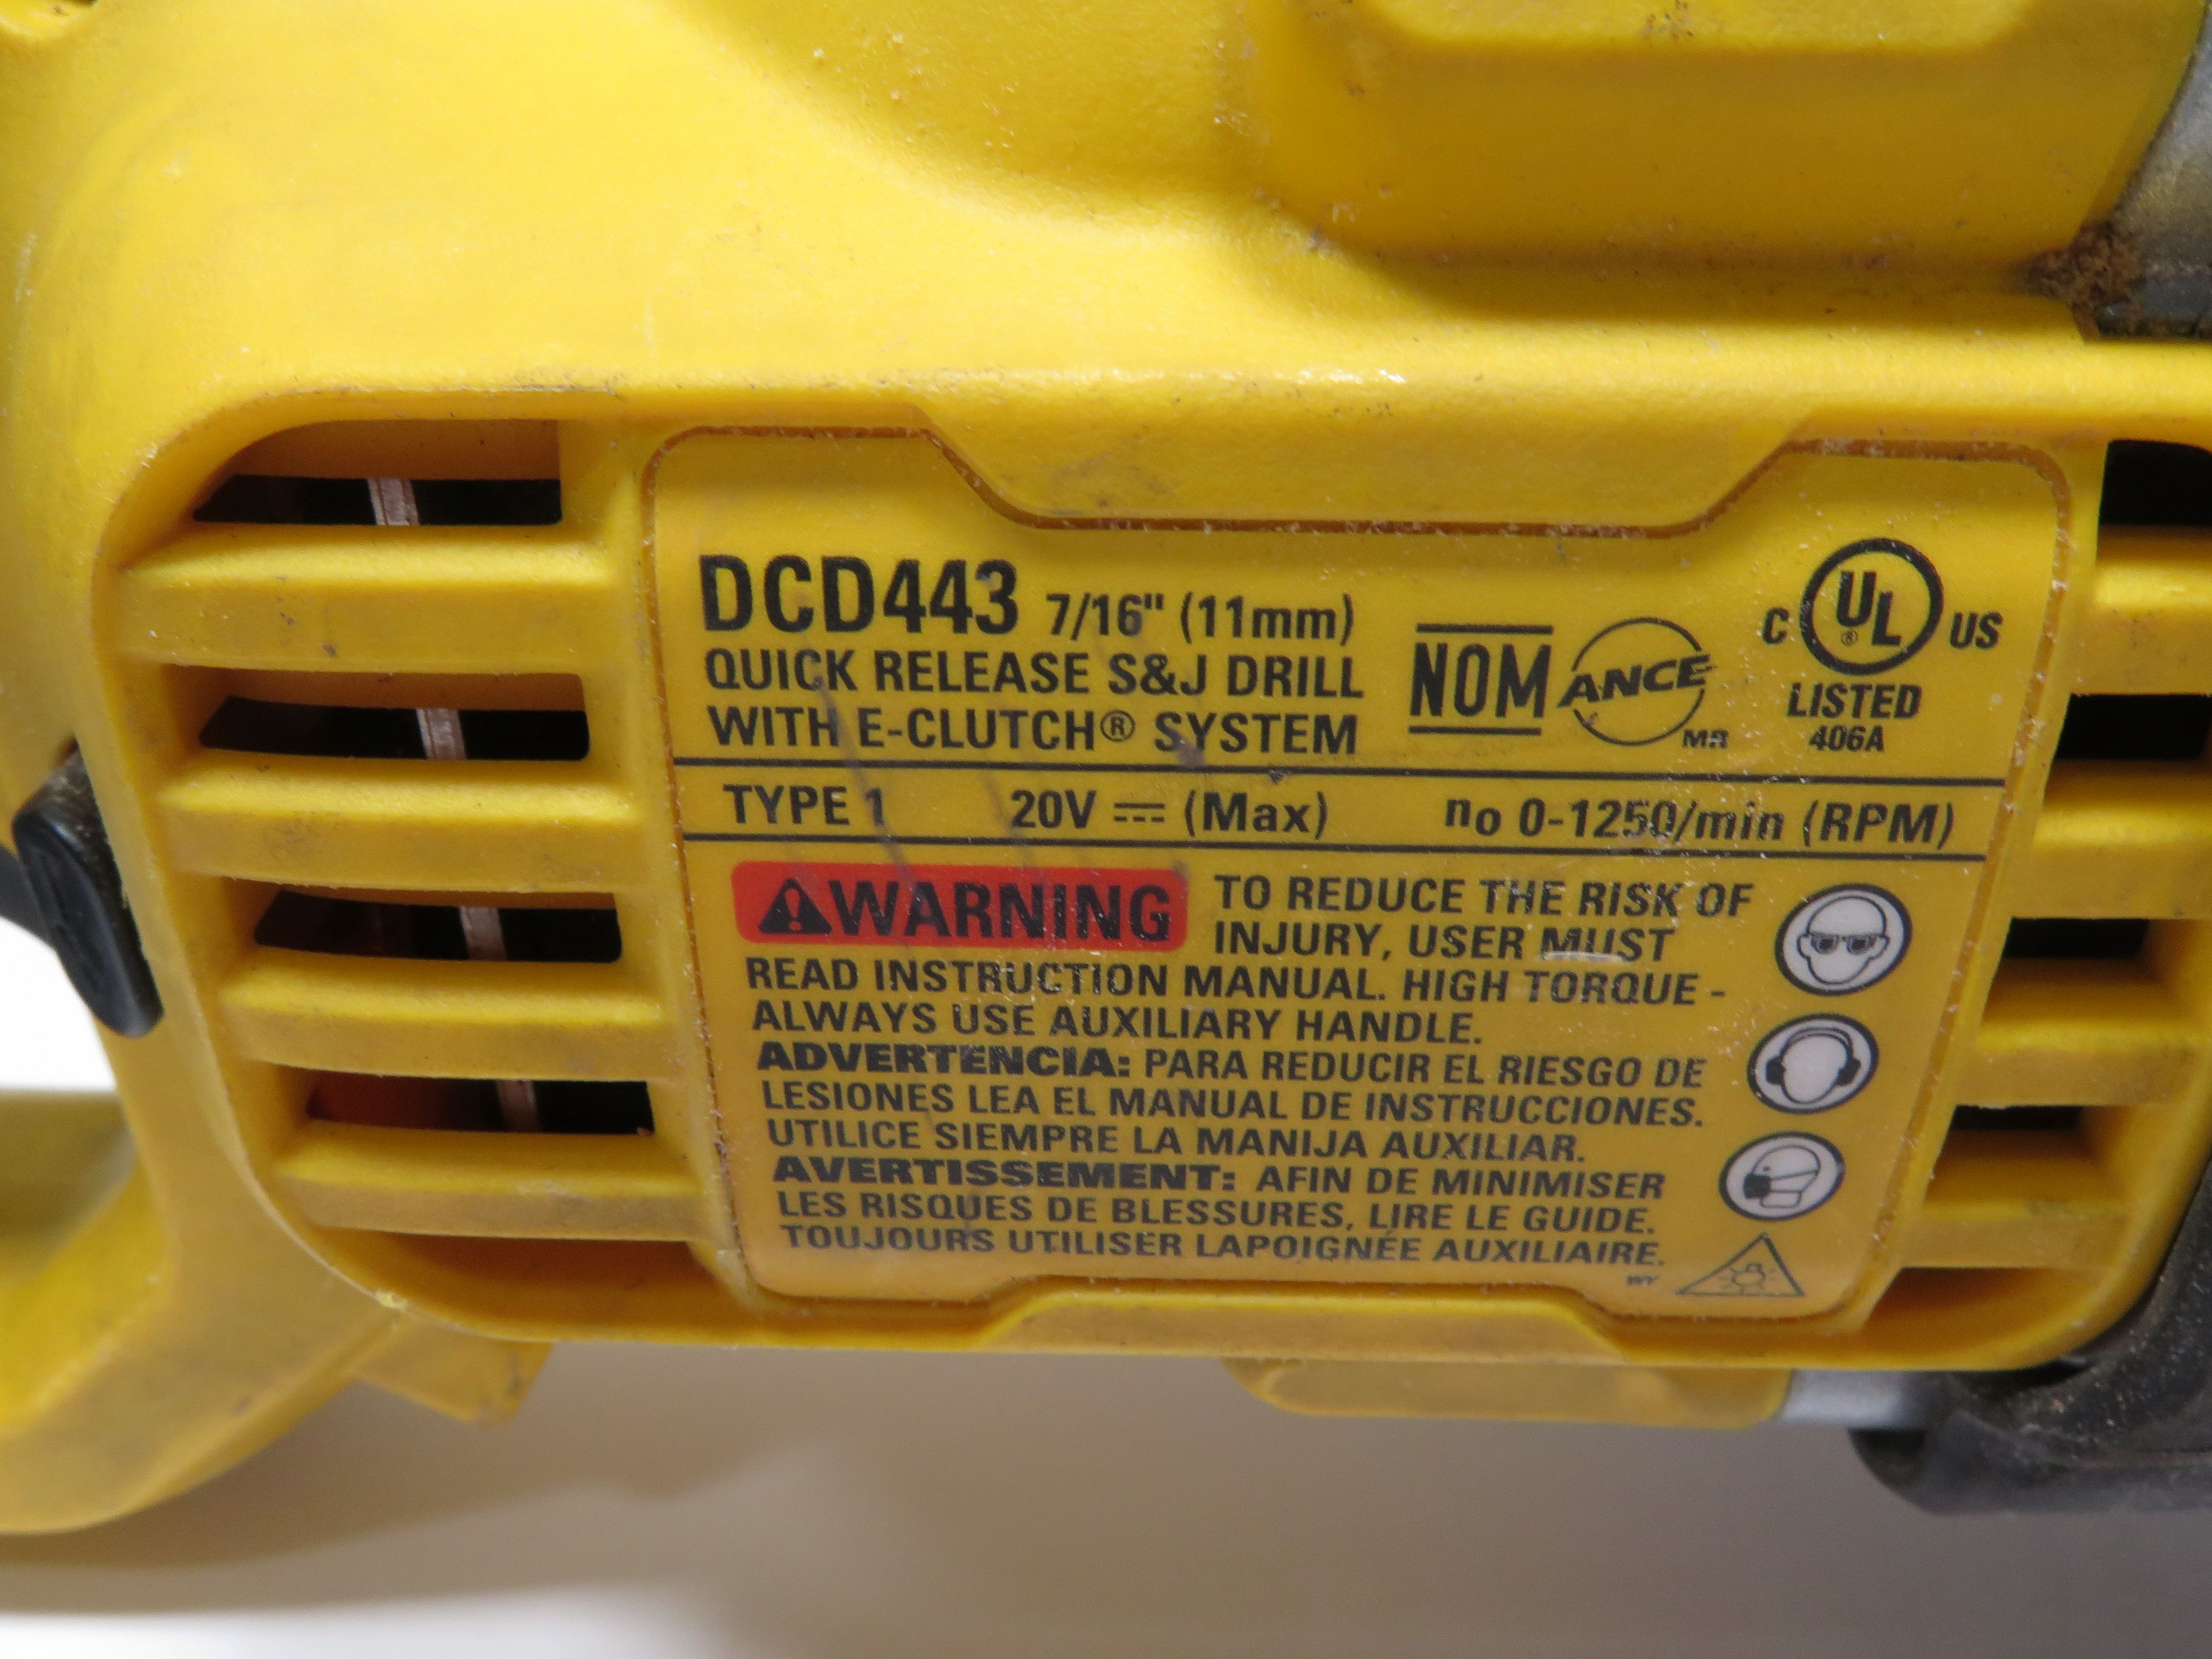 DCD443 7/16" (11mm)
QUICK RELEASE S&J DRILL
WITH E-CLUTCH® SYSTEM
NOM
ANCE
MR
C UL® US
LISTED
406A
TYPE 1 20V ⎓ (Max) no 0-1250/min (RPM)
WARNING TO REDUCE THE RISK OF
INJURY, USER MUST
READ INSTRUCTION MANUAL. HIGH TORQUE -
ALWAYS USE AUXILIARY HANDLE.
ADVERTENCIA: PARA REDUCIR EL RIESGO DE
LESIONES LEA EL MANUAL DE INSTRUCCIONES.
UTILICE SIEMPRE LA MANIJA AUXILIAR.
AVERTISSEMENT: AFIN DE MINIMISER
LES RISQUES DE BLESSURES, LIRE LE GUIDE.
TOUJOURS UTILISER LAPOIGNÉE AUXILIAIRE.